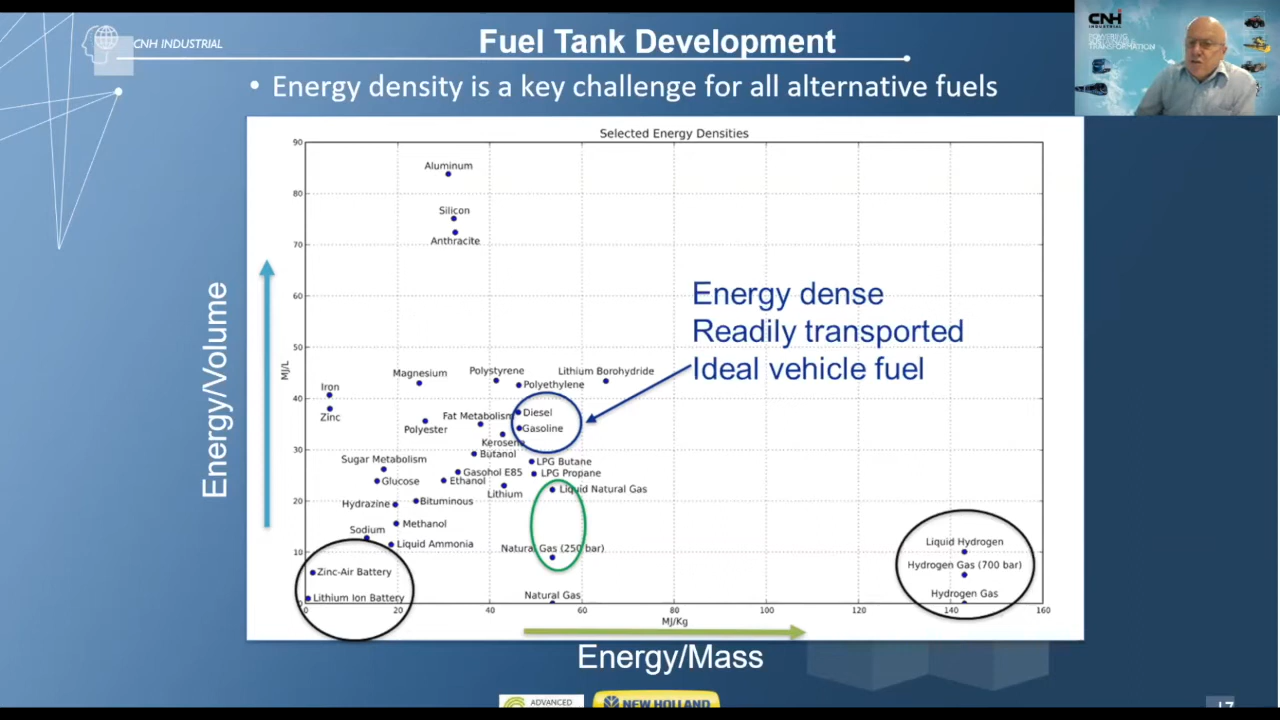 CNH INDUSTRIAL
Fuel Tank Development
CNH
INDUSTRIAL
TRANSFORMATION
• Energy density is a key challenge for all alternative fuels
Selected Energy Densities
Energy/Volume
MJ/L
90
80
70
60
50
40
30
20
10
0
Aluminum
Silicon
Anthracite
Energy dense
Readily transported
Ideal vehicle fuel
Magnesium
Polystyrene
Lithium Borohydride
Iron
Polyethylene
Zinc
Fat Metabolism
Diesel
Polyester
Gasoline
Kerosene
Butanol
Sugar Metabolism
LPG Butane
Gasohol E85
LPG Propane
Glucose
Ethanol
Liquid Natural Gas
Lithium
Hydrazine
Bituminous
Methanol
Sodium
Liquid Ammonia
Natural Gas (250 bar)
Liquid Hydrogen
Zinc-Air Battery
Hydrogen Gas (700 bar)
Lithium Ion Battery
Natural Gas
Hydrogen Gas
0 20 40 60 80 100 120 140 160
MJ/Kg
Energy/Mass
ADVANCED
NEW HOLLAND